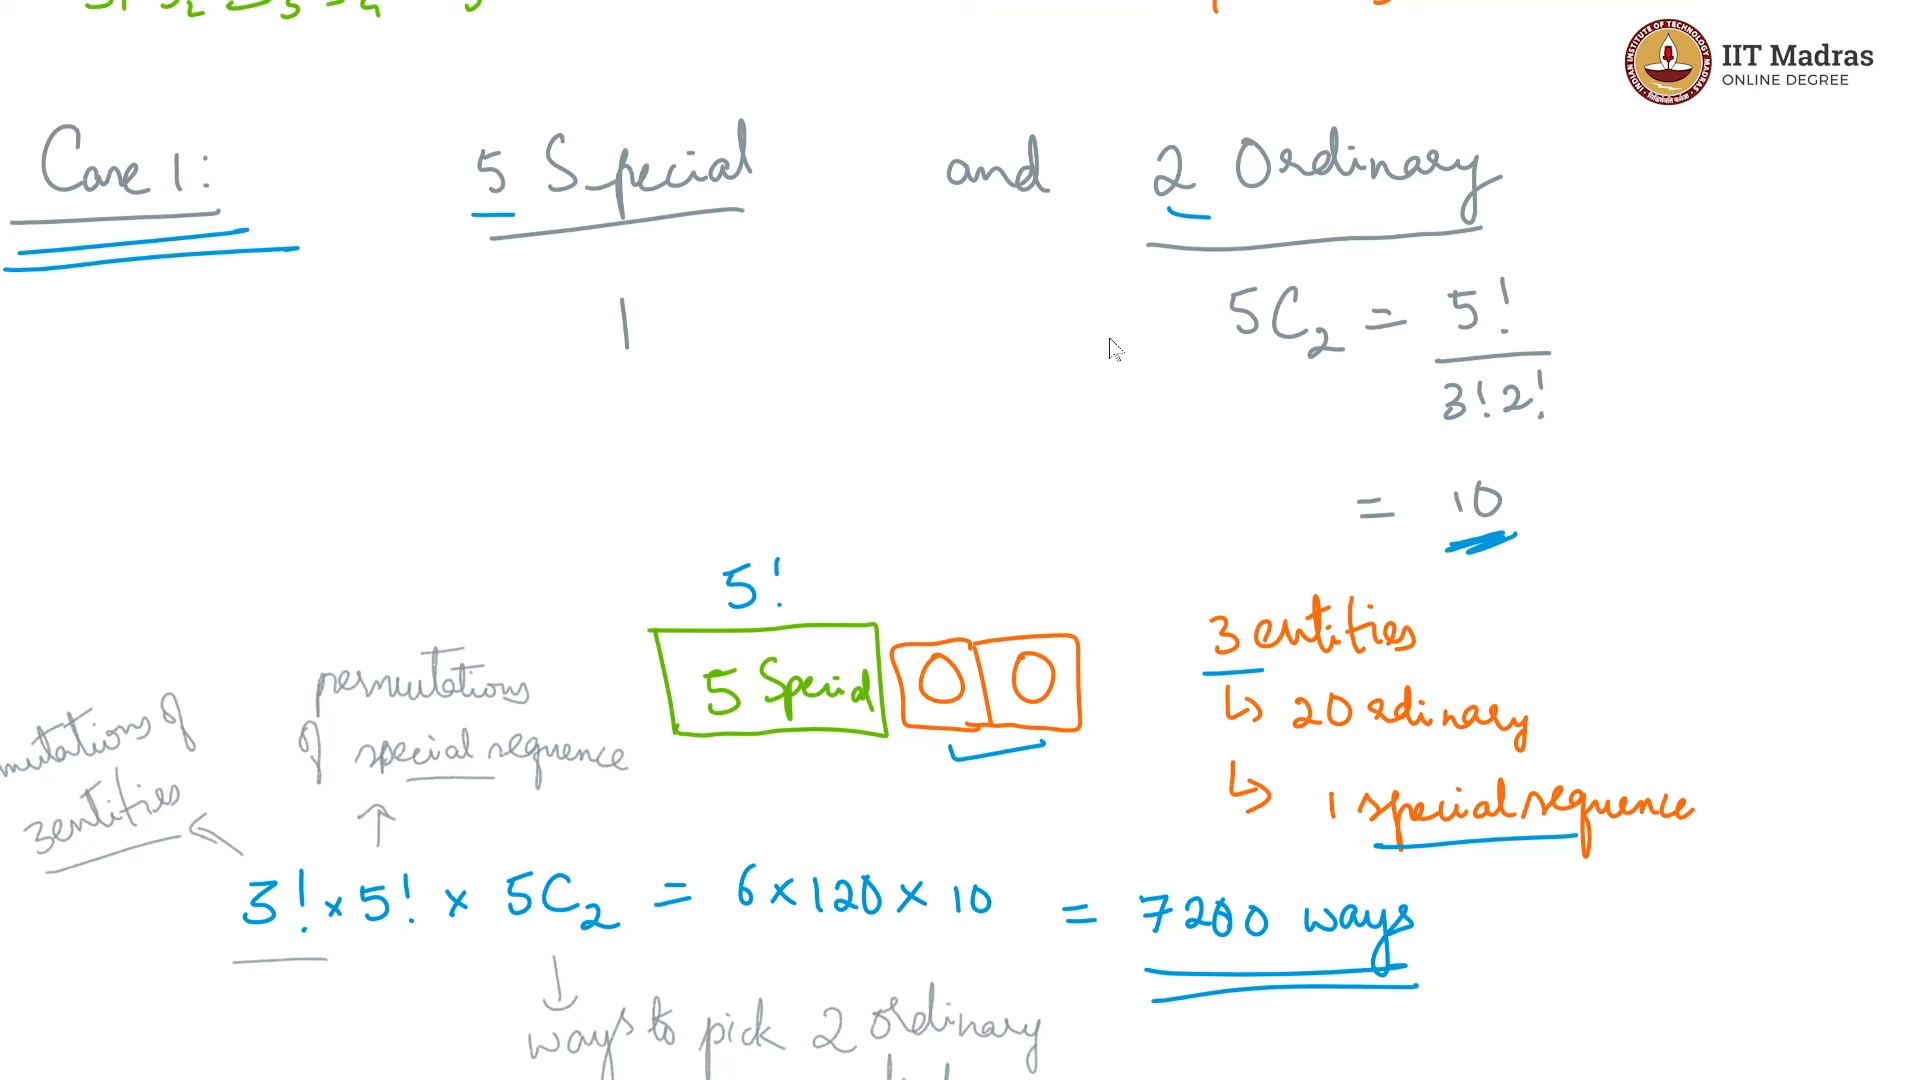 IIT Madras
ONLINE DEGREE
Case 1: 5 Special and 2 Ordinary
1
5C2 = 5!
3!2!
= 10
5!
5 Special O O
3 entities
↳ 2 Ordinary
↳ 1 special sequence
permutations
of special sequence
mutations of
3 entities
3! × 5! × 5C2 = 6 × 120 × 10 = 7200 ways
ways to pick 2 ordinary